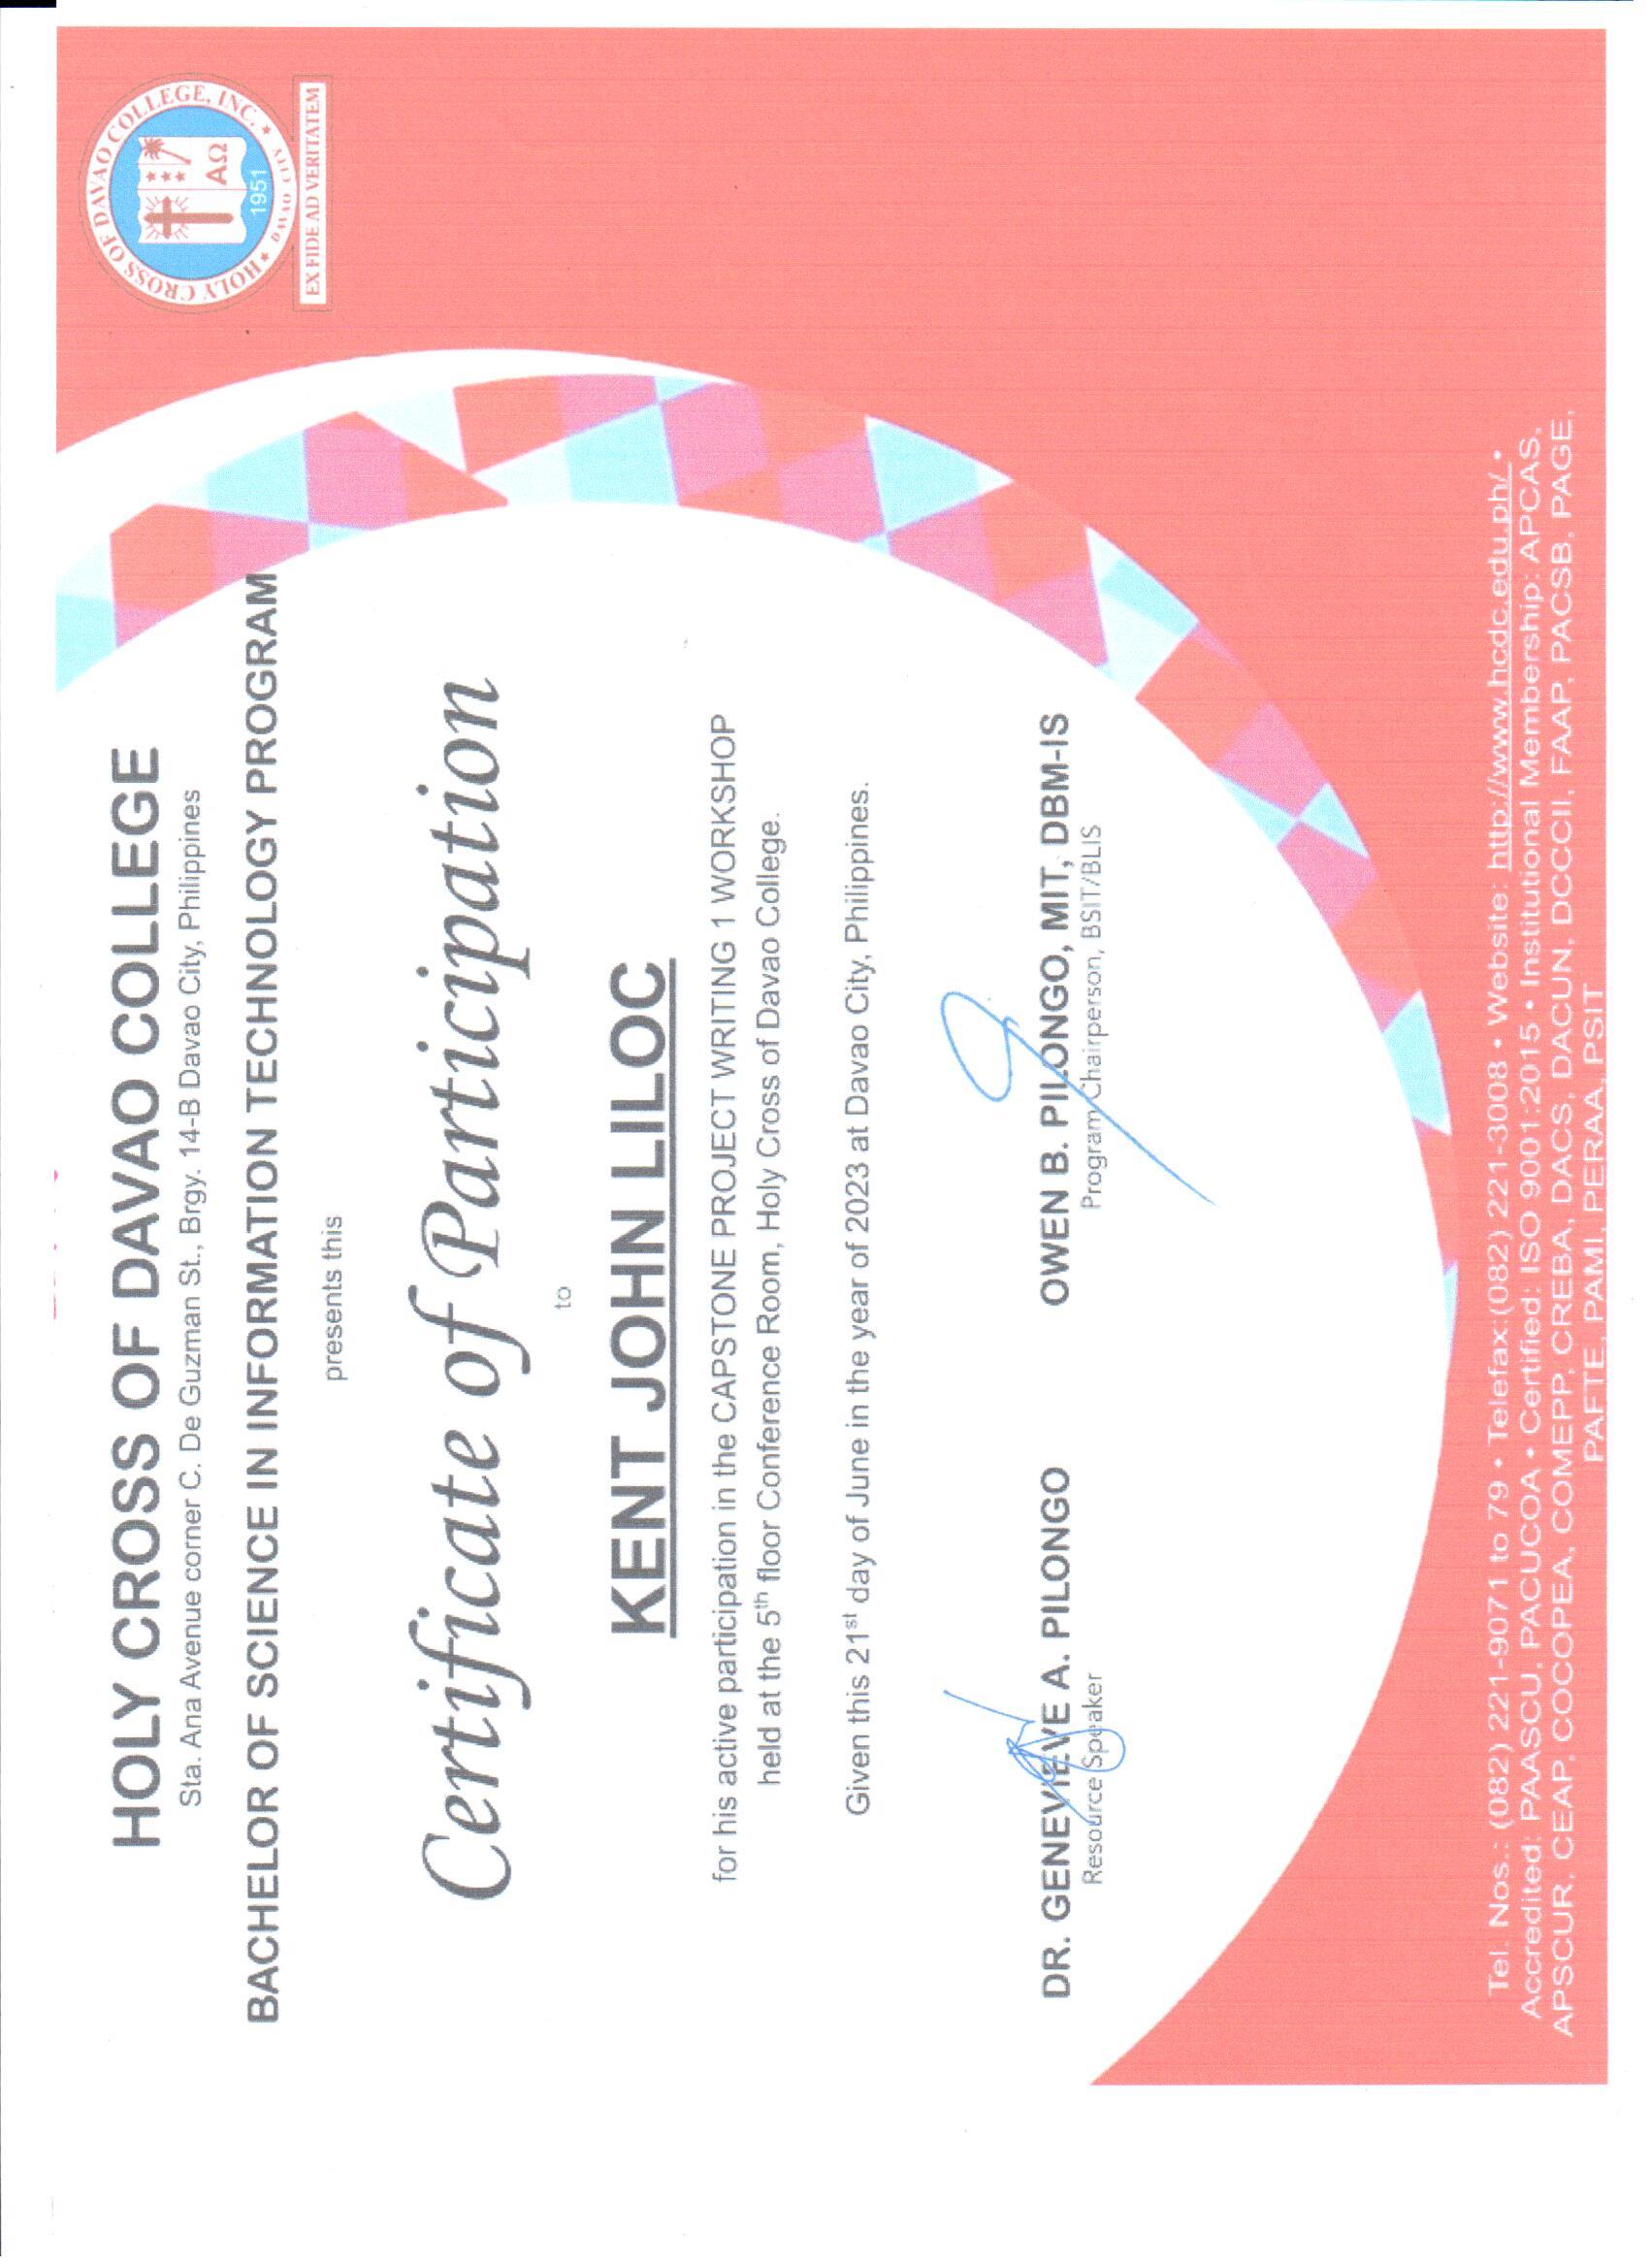 HOLY CROSS OF DAVAO COLLEGE
Sta. Ana Avenue corner C. De Guzman St., Brgy. 14-B Davao City, Philippines
BACHELOR OF SCIENCE IN INFORMATION TECHNOLOGY PROGRAM
presents this
Certificate of Participation
to
KENT JOHN LILOC
for his active participation in the CAPSTONE PROJECT WRITING 1 WORKSHOP
held at the 5th floor Conference Room, Holy Cross of Davao College.
Given this 21st day of June in the year of 2023 at Davao City, Philippines.
DR. GENEVIEVE A. PILONGO
Resource Speaker
OWEN B. PILONGO, MIT, DBM-IS
Program Chairperson, BSIT/BLIS
HOLY CROSS OF DAVAO COLLEGE, INC.
ΑΩ
1951
DAVAO CITY
EX FIDE AD VERITATEM
Tel. Nos.: (082) 221-9071 to 79 • Telefax:(082) 221-3008 • Website: http://www.hcdc.edu.ph/ •
Accredited: PAASCU, PACUCOA • Certified: ISO 9001:2015 • Institutional Membership: APCAS,
APSCUR, CEAP, COCOPEA, COMEPP, CREBA, DACS, DACUN, DCCCII, FAAP, PACSB, PAGE,
PAFTE, PAMI, PERAA, PSIT